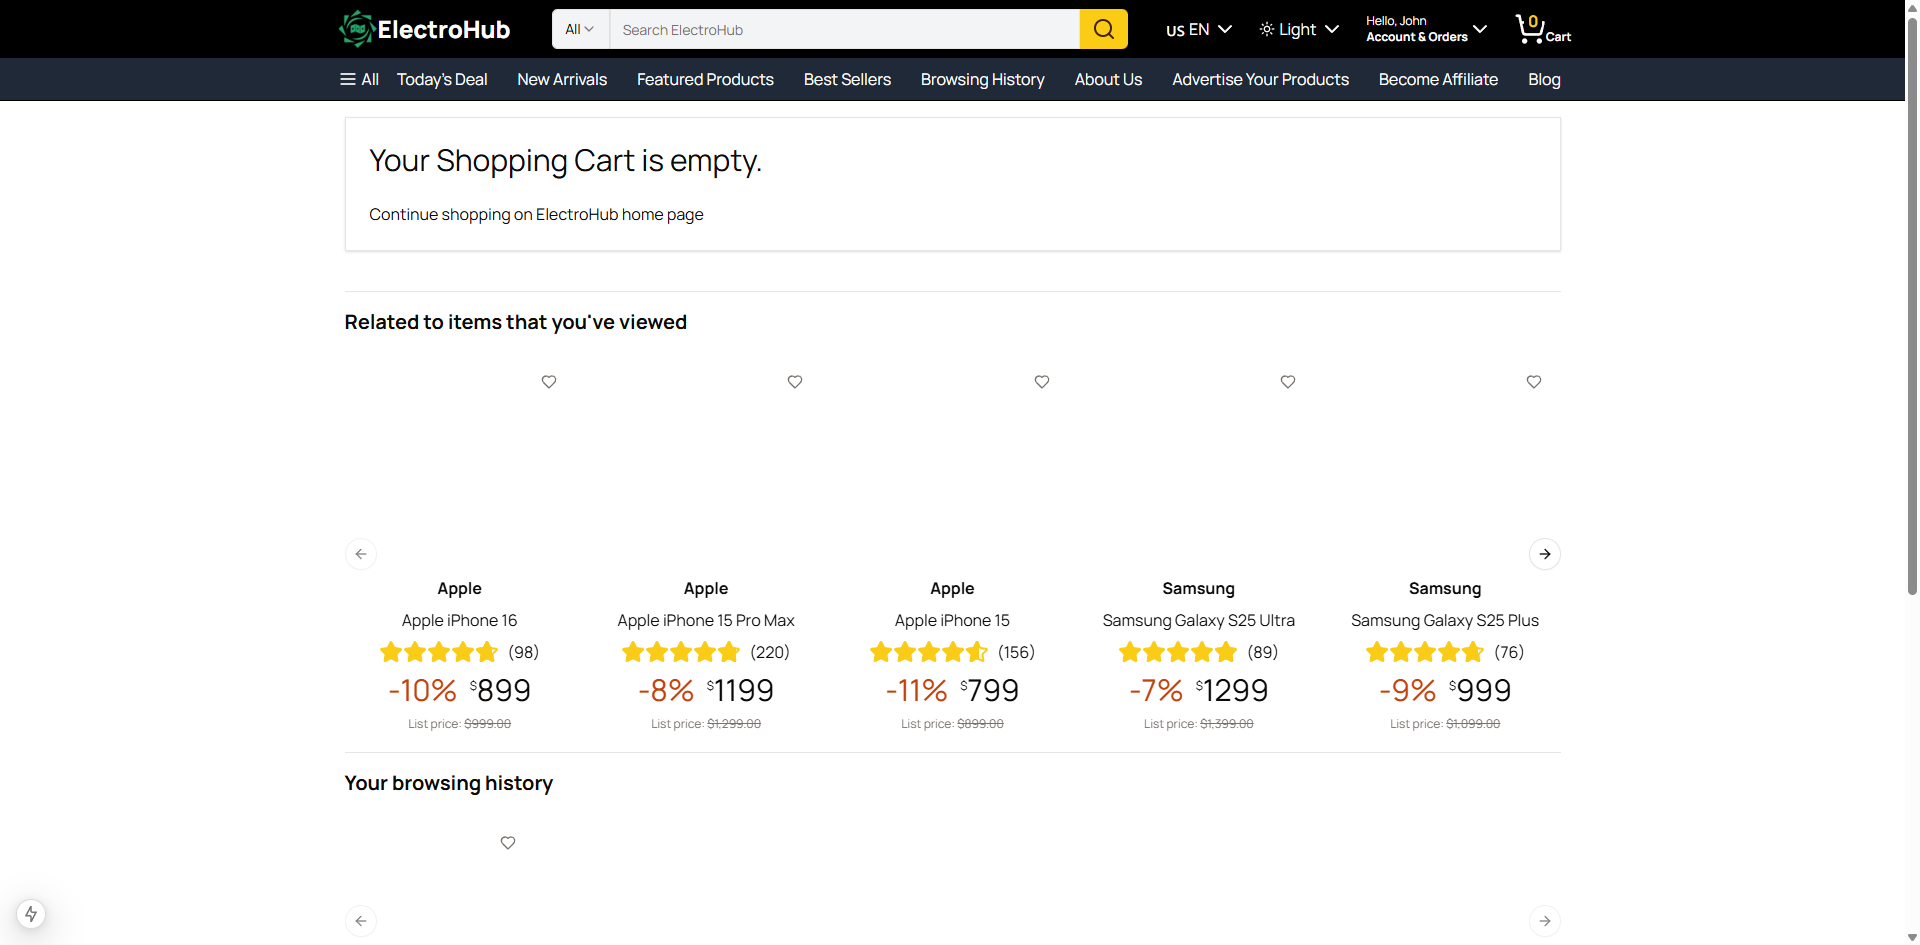 ElectroHub
All
Search ElectroHub
US EN
Light
Hello, John
Account & Orders
0
Cart
All
Today's Deal
New Arrivals
Featured Products
Best Sellers
Browsing History
About Us
Advertise Your Products
Become Affiliate
Blog
Your Shopping Cart is empty.
Continue shopping on ElectroHub home page
Related to items that you've viewed
Apple
Apple iPhone 16
(98)
-10% $899
List price: $999.00
Apple
Apple iPhone 15 Pro Max
(220)
-8% $1199
List price: $1,299.00
Apple
Apple iPhone 15
(156)
-11% $799
List price: $899.00
Samsung
Samsung Galaxy S25 Ultra
(89)
-7% $1299
List price: $1,399.00
Samsung
Samsung Galaxy S25 Plus
(76)
-9% $999
List price: $1,099.00
Your browsing history